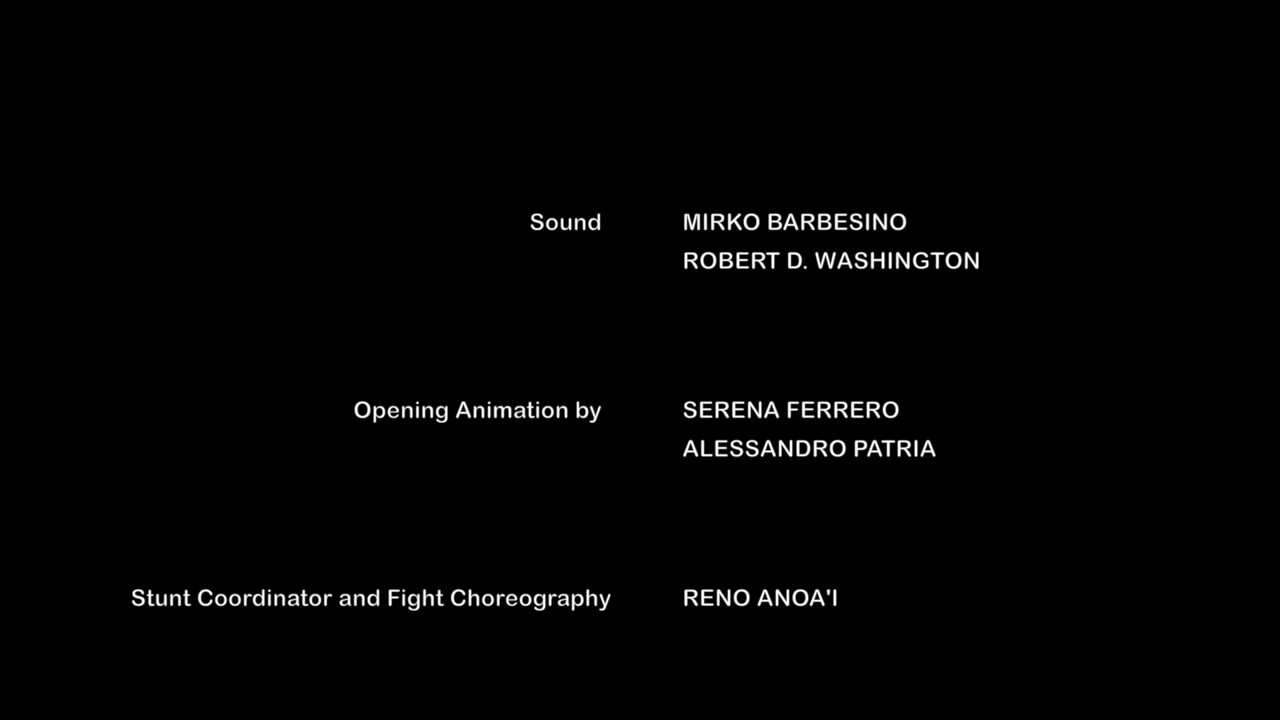 Sound MIRKO BARBESINO
ROBERT D. WASHINGTON
Opening Animation by SERENA FERRERO
ALESSANDRO PATRIA
Stunt Coordinator and Fight Choreography RENO ANOA'I